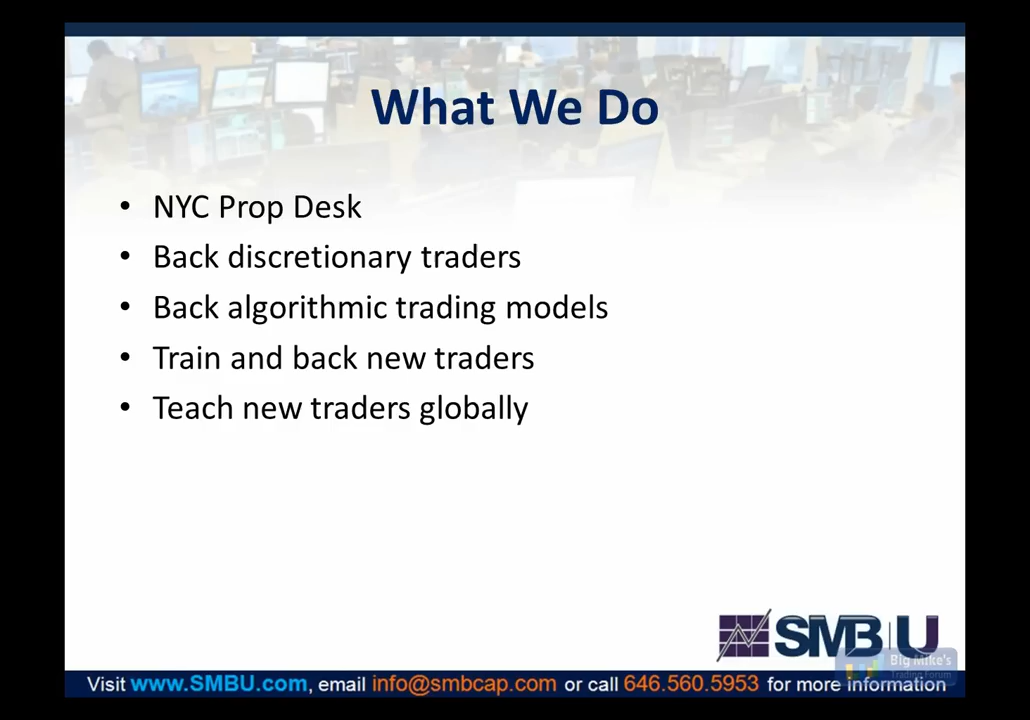 What We Do
• NYC Prop Desk
• Back discretionary traders
• Back algorithmic trading models
• Train and back new traders
• Teach new traders globally
SMB U
Big Mike's
Trading Forum
Visit www.SMBU.com, email info@smbcap.com or call 646.560.5953 for more information